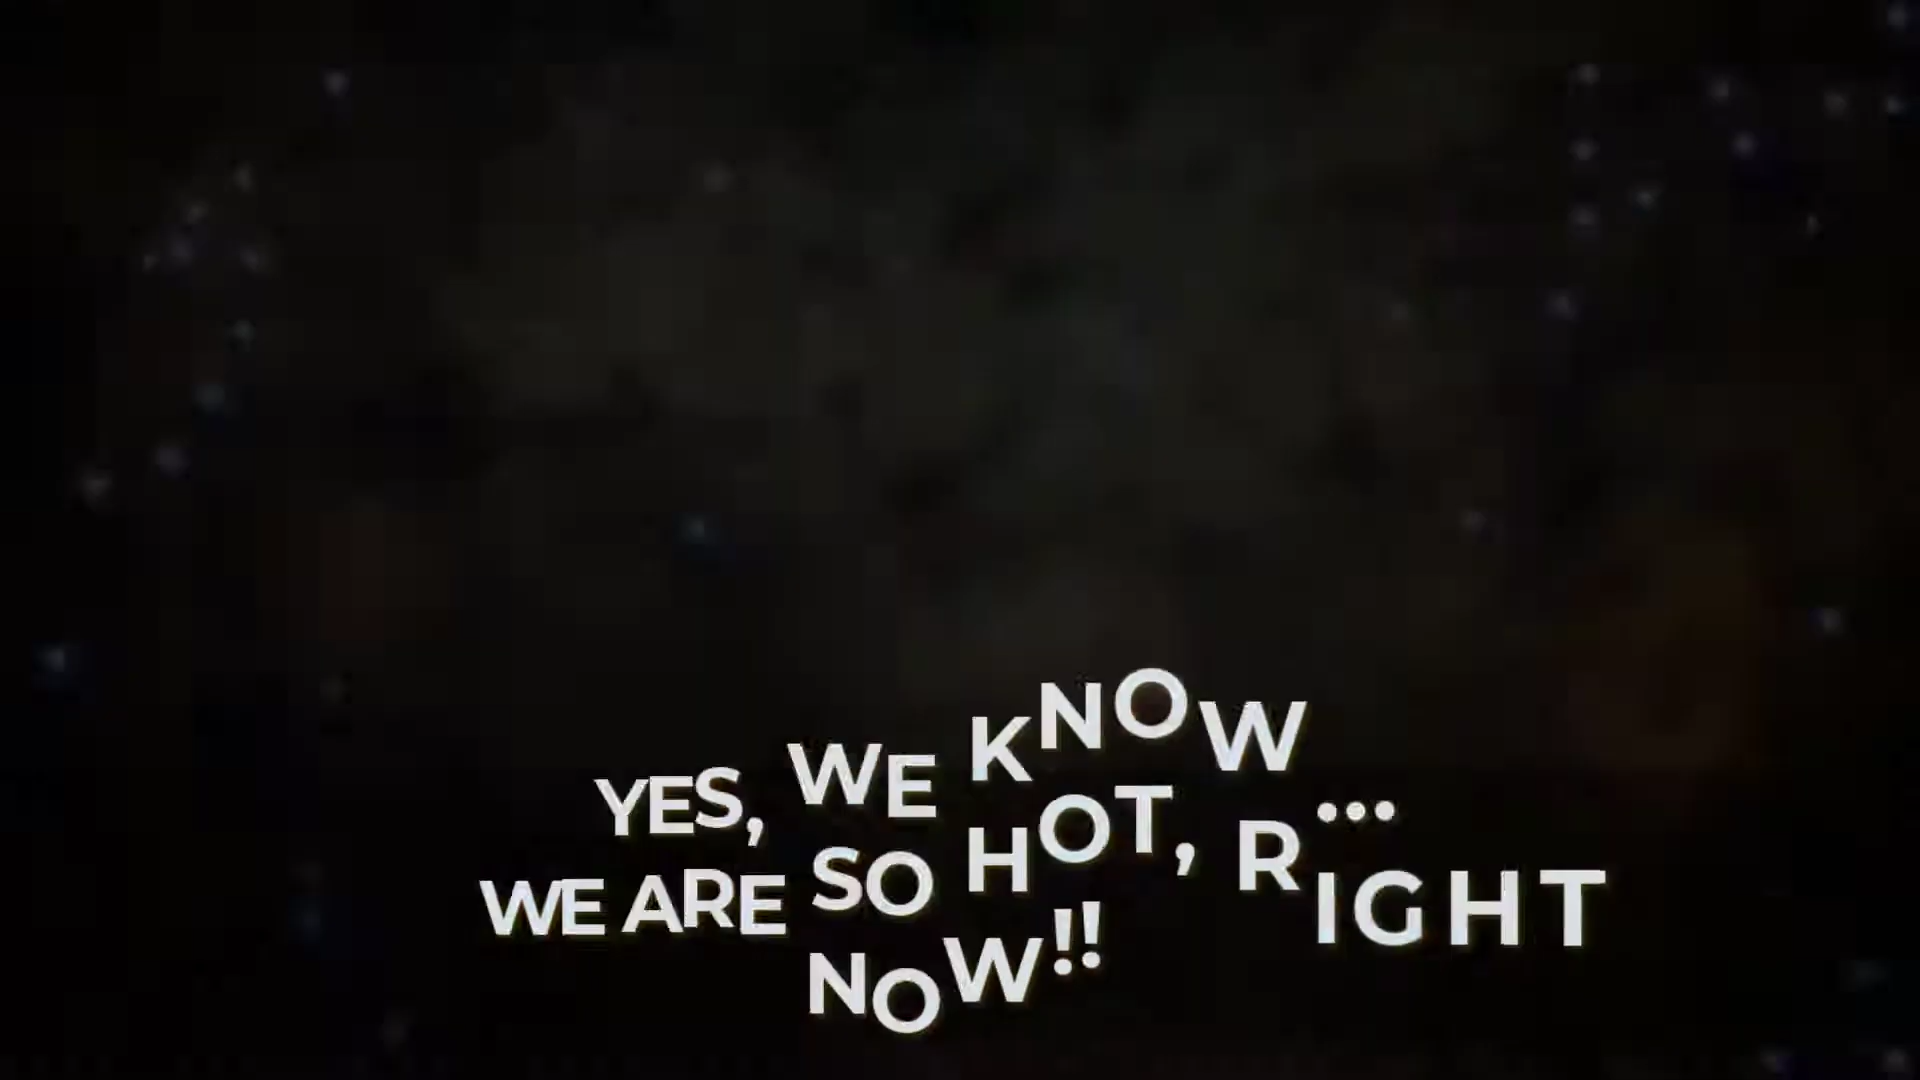 YES, WE KNOW...
WE ARE SO HOT, RIGHT
NOW!!